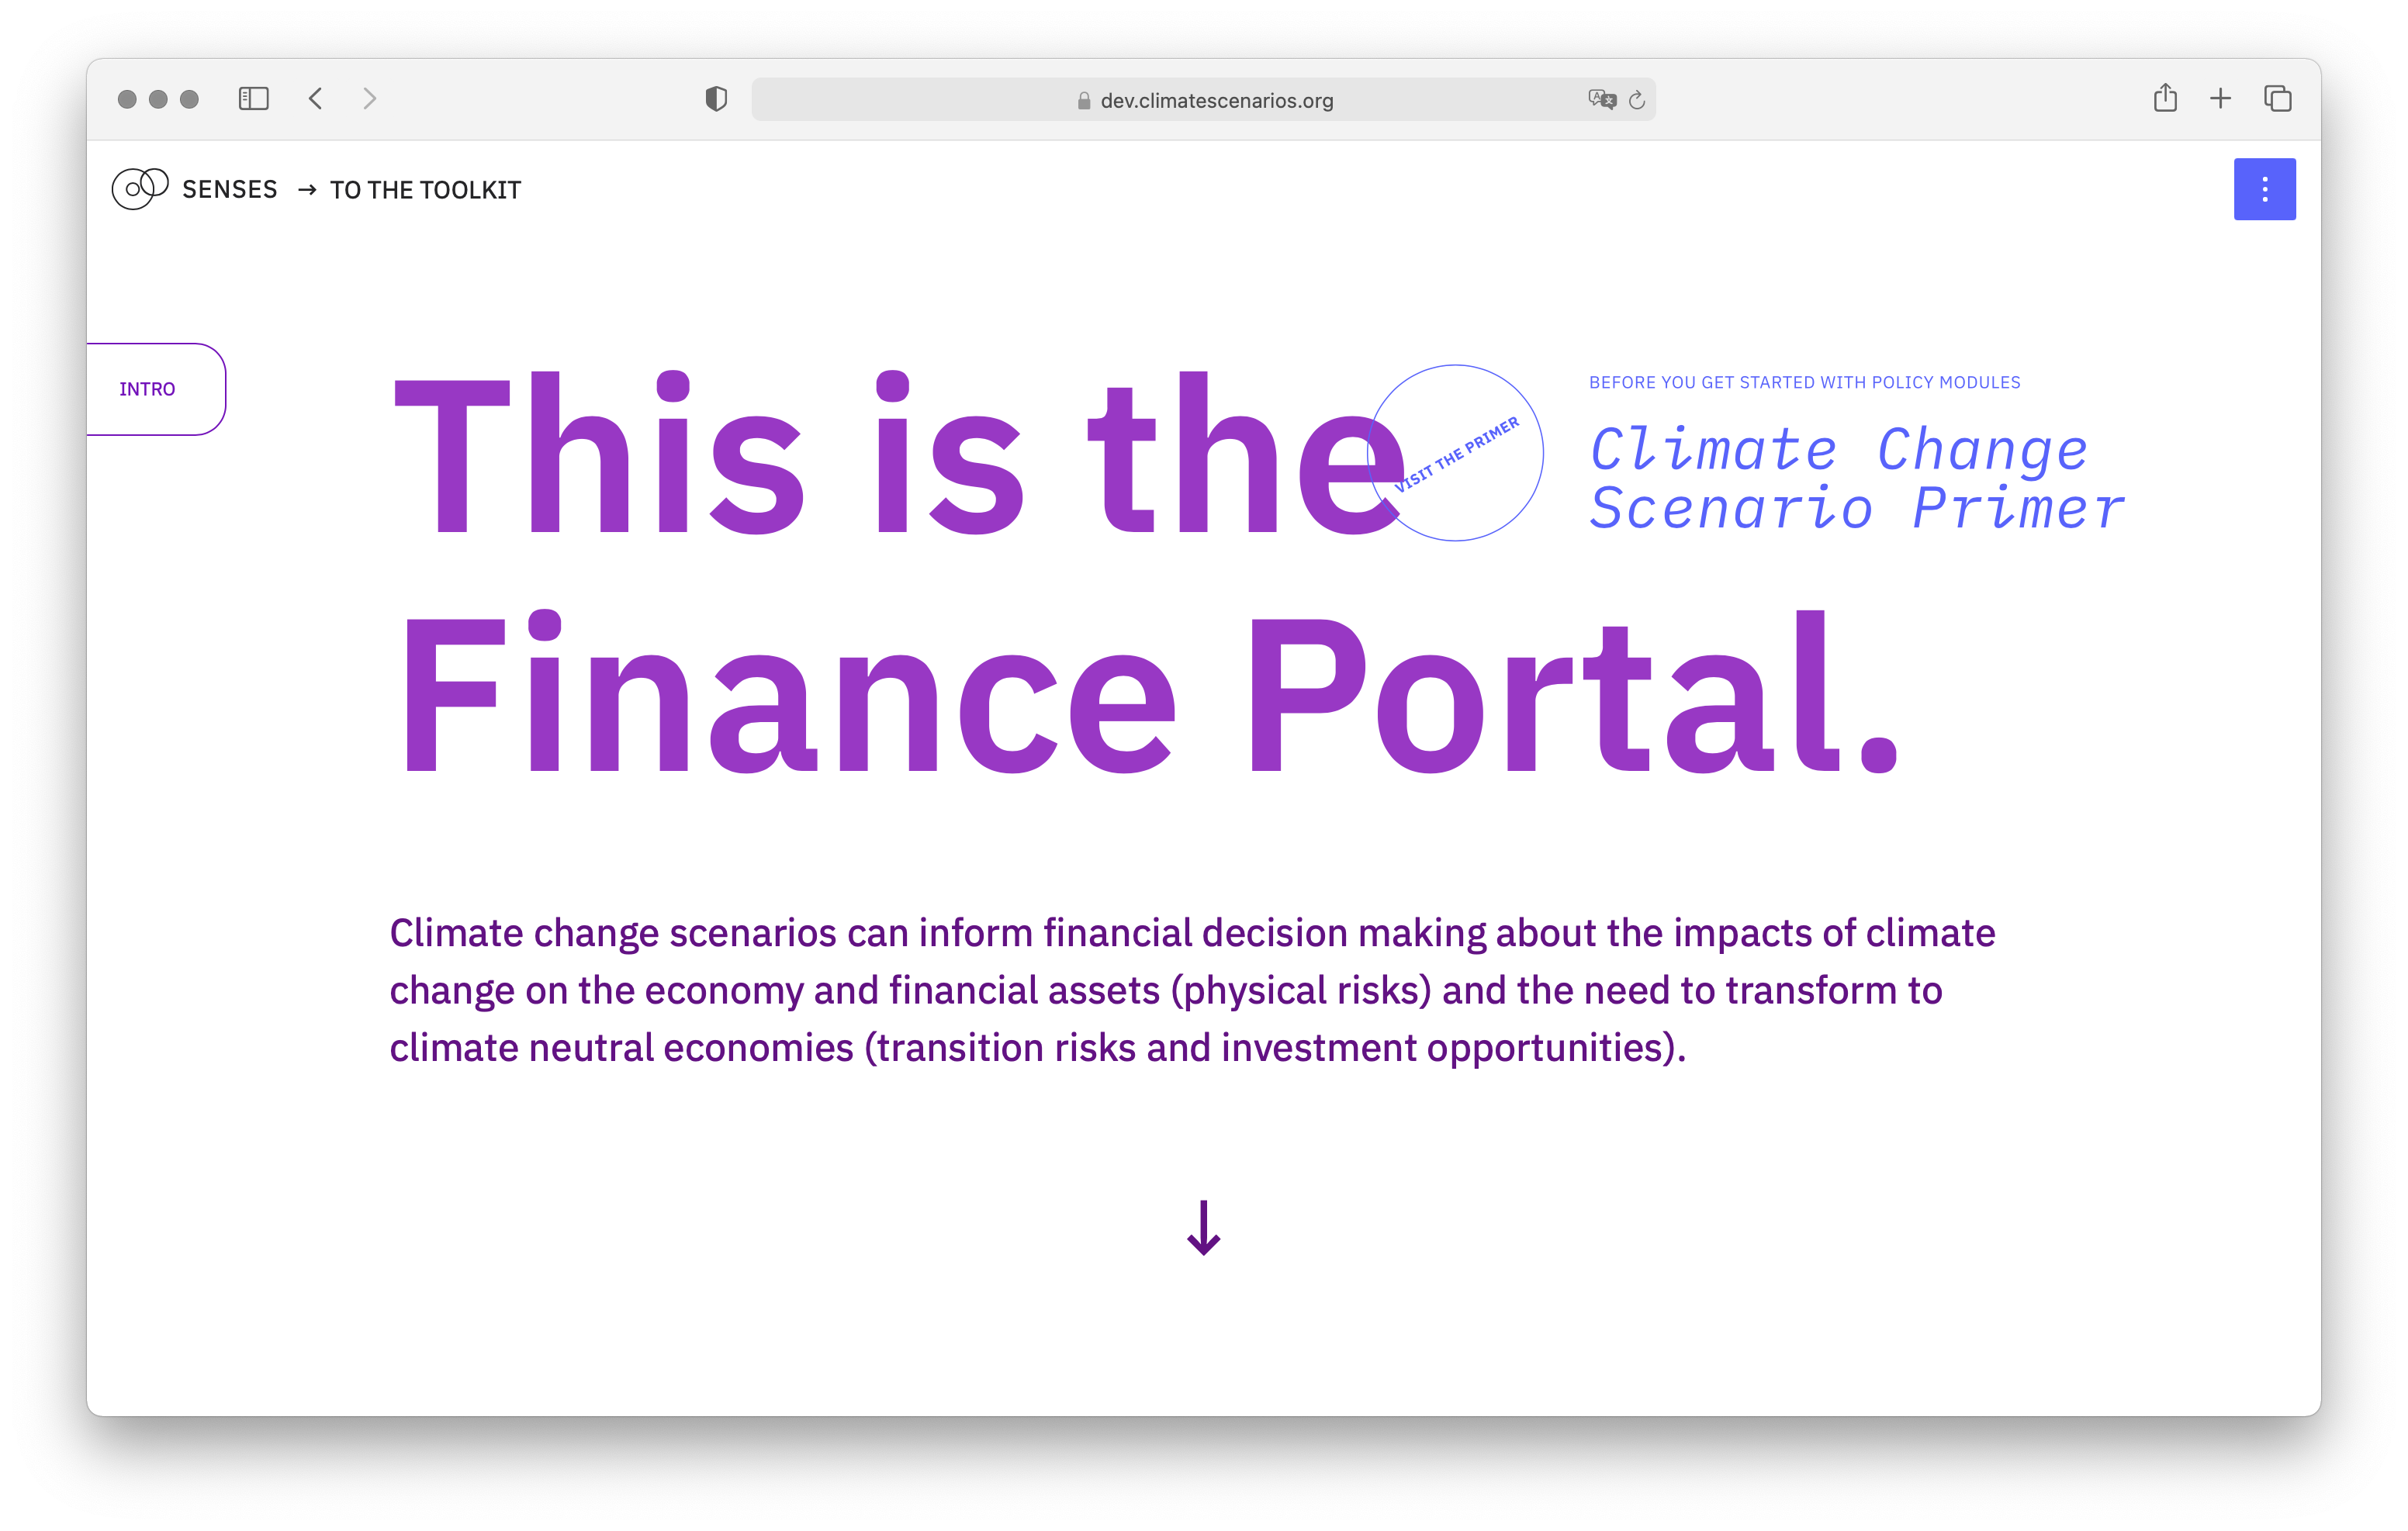 dev.climatescenarios.org
SENSES → TO THE TOOLKIT
INTRO
This is the
Finance Portal.
VISIT THE PRIMER
BEFORE YOU GET STARTED WITH POLICY MODULES
Climate Change
Scenario Primer
Climate change scenarios can inform financial decision making about the impacts of climate
change on the economy and financial assets (physical risks) and the need to transform to
climate neutral economies (transition risks and investment opportunities).